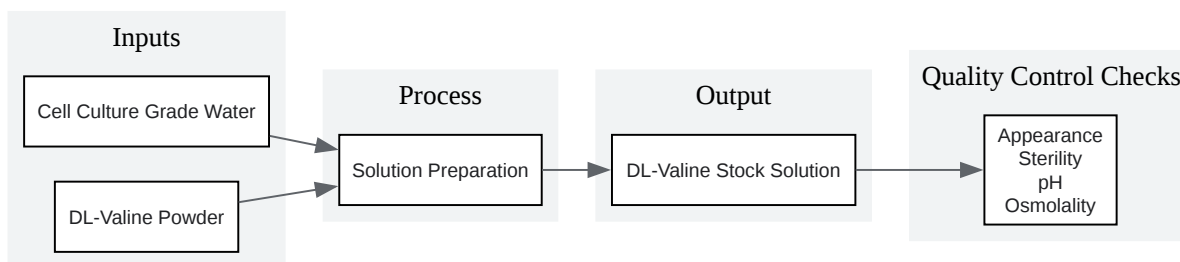 Inputs
Cell Culture Grade Water
DL-Valine Powder
Process
Solution Preparation
Output
DL-Valine Stock Solution
Quality Control Checks
Appearance
Sterility
pH
Osmolality